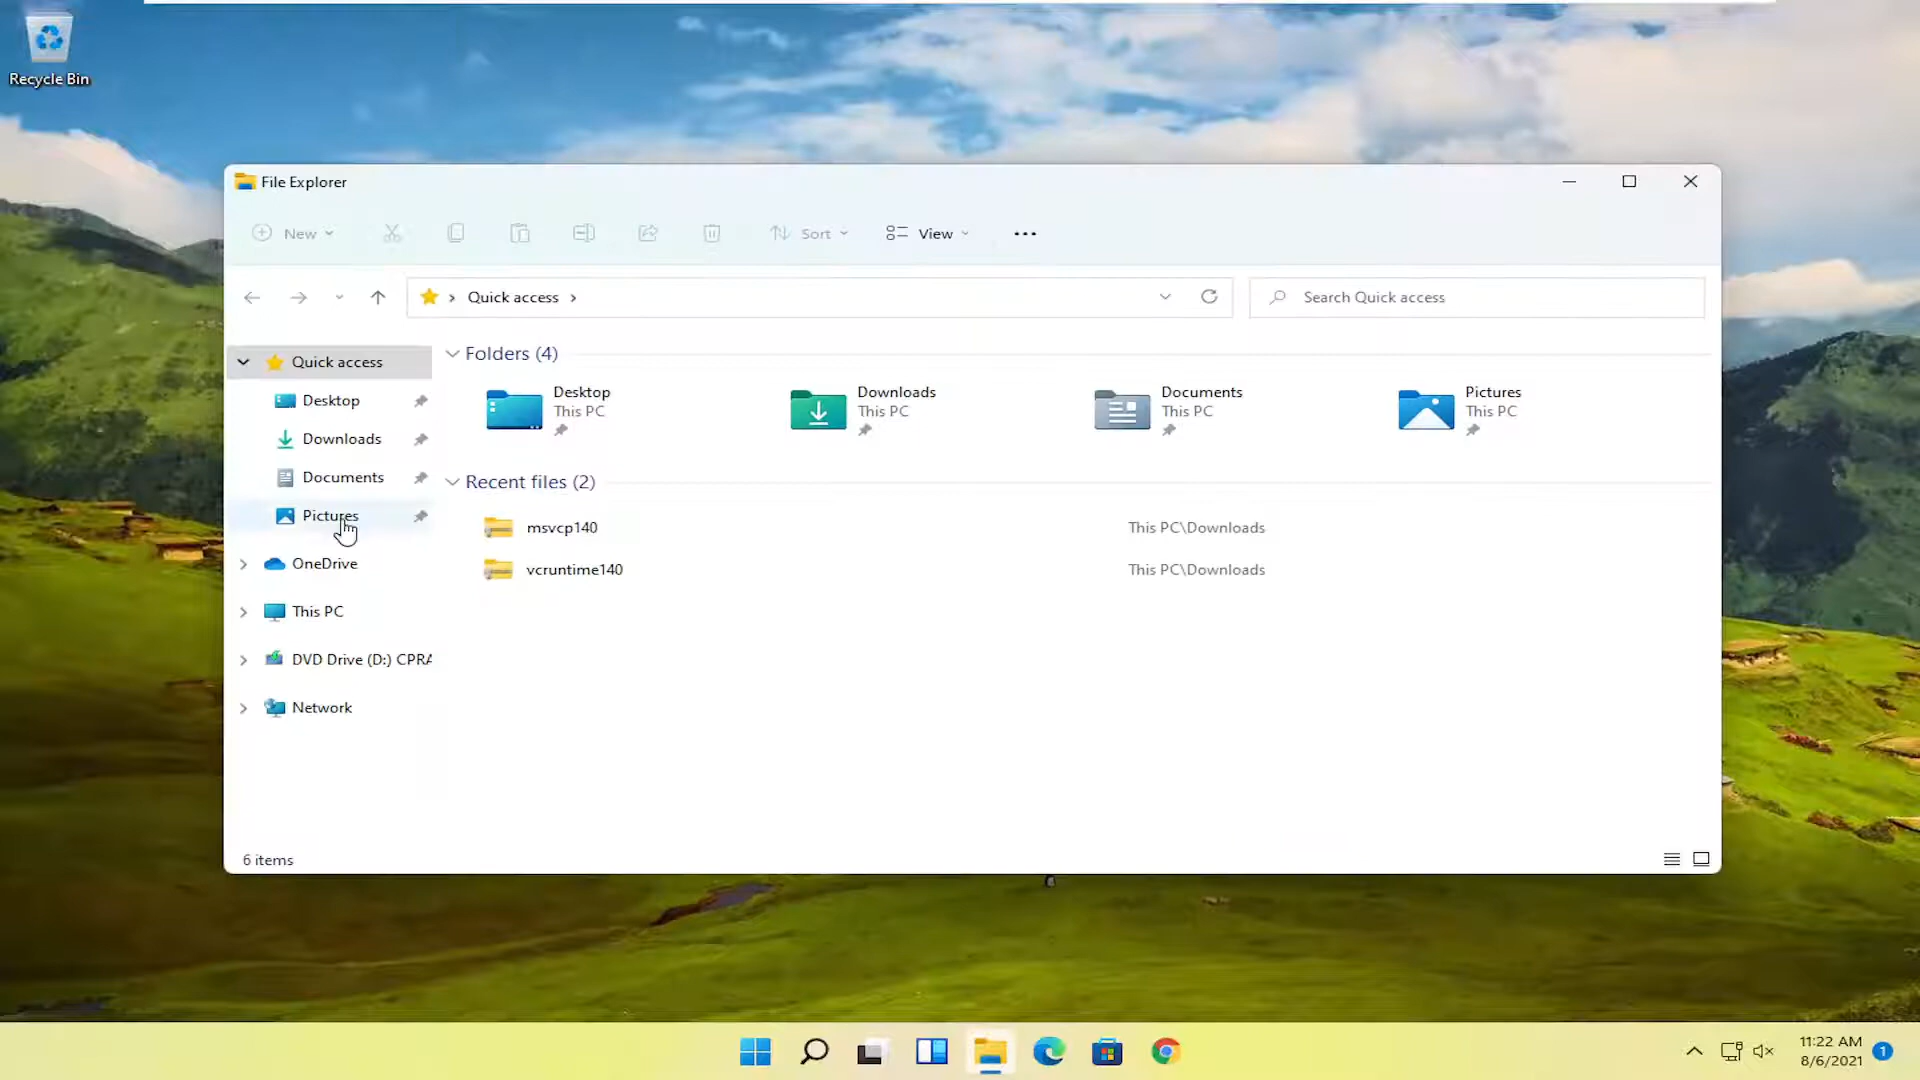 Recycle Bin
File Explorer
New
Sort
View
Quick access
Search Quick access
Quick access
Desktop
Downloads
Documents
Pictures
OneDrive
This PC
DVD Drive (D:) CPRA
Network
Folders (4)
Desktop
This PC
Downloads
This PC
Documents
This PC
Pictures
This PC
Recent files (2)
msvcp140 This PC\Downloads
vcruntime140 This PC\Downloads
6 items
11:22 AM
8/6/2021
1